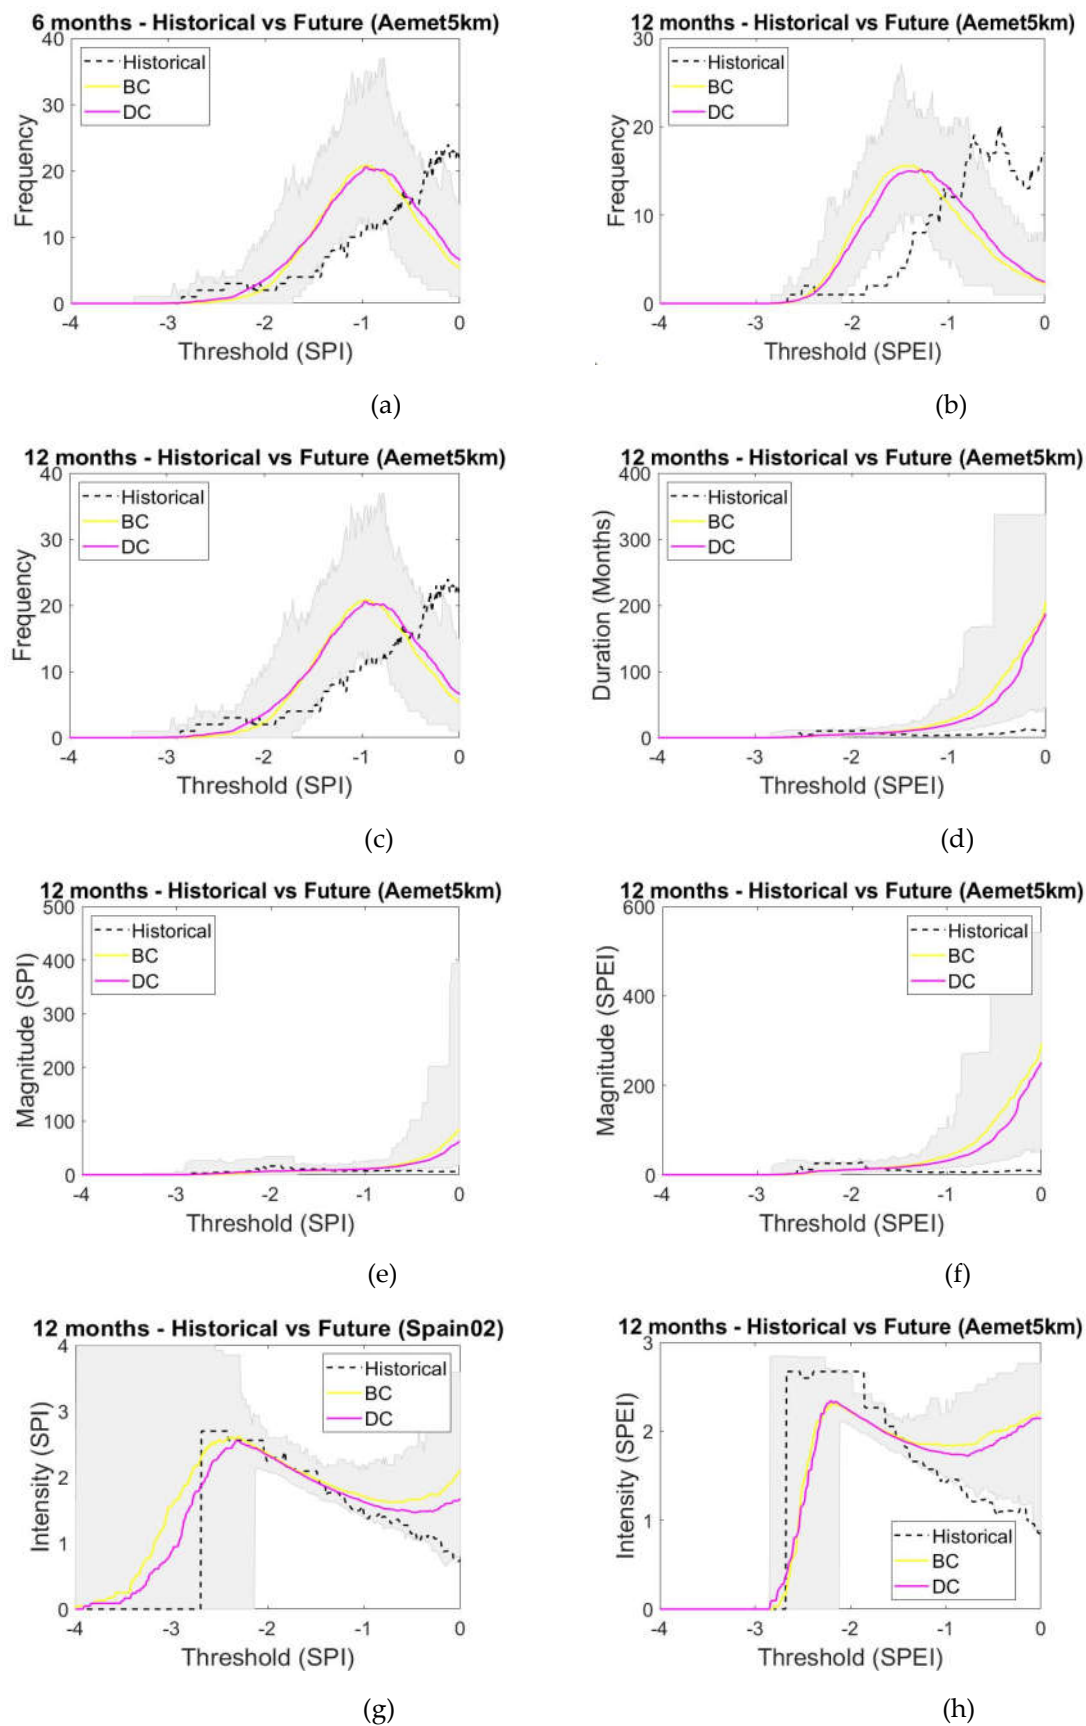 6 months - Historical vs Future (Aemet5km)
40
30
20
10
0
Frequency
Historical
BC
DC
-4 -3 -2 -1 0
Threshold (SPI)
(a)
12 months - Historical vs Future (Aemet5km)
30
20
10
0
Frequency
Historical
BC
DC
-4 -3 -2 -1 0
Threshold (SPEI)
(b)
12 months - Historical vs Future (Aemet5km)
40
30
20
10
0
Frequency
Historical
BC
DC
-4 -3 -2 -1 0
Threshold (SPI)
(c)
12 months - Historical vs Future (Aemet5km)
400
300
200
100
0
Duration (Months)
Historical
BC
DC
-4 -3 -2 -1 0
Threshold (SPEI)
(d)
12 months - Historical vs Future (Aemet5km)
500
400
300
200
100
0
Magnitude (SPI)
Historical
BC
DC
-4 -3 -2 -1 0
Threshold (SPI)
(e)
12 months - Historical vs Future (Aemet5km)
600
400
200
0
Magnitude (SPEI)
Historical
BC
DC
-4 -3 -2 -1 0
Threshold (SPEI)
(f)
12 months - Historical vs Future (Spain02)
4
3
2
1
0
Intensity (SPI)
Historical
BC
DC
-4 -3 -2 -1 0
Threshold (SPI)
(g)
12 months - Historical vs Future (Aemet5km)
3
2
1
0
Intensity (SPEI)
Historical
BC
DC
-4 -3 -2 -1 0
Threshold (SPEI)
(h)